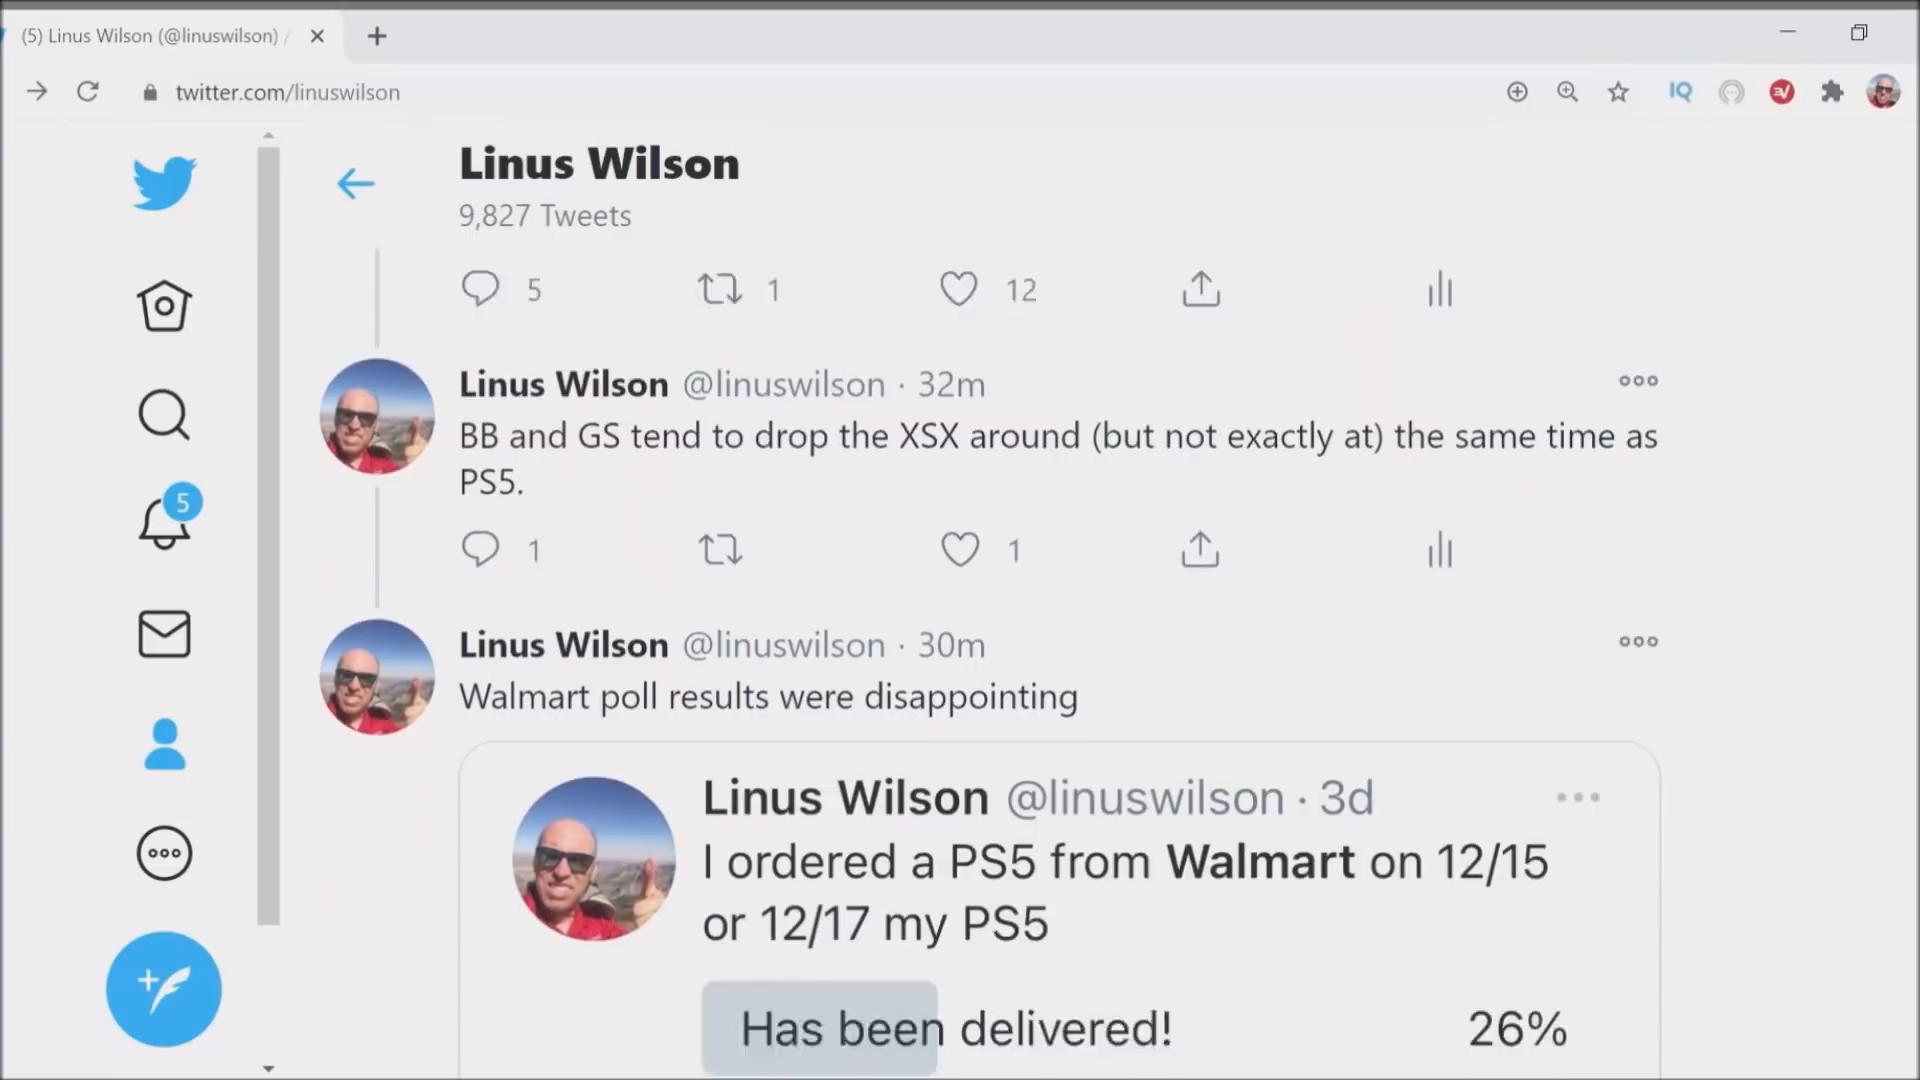 (5) Linus Wilson (@linuswilson) /
twitter.com/linuswilson
IQ
Linus Wilson
9,827 Tweets
5 1 12
Linus Wilson @linuswilson · 32m
BB and GS tend to drop the XSX around (but not exactly at) the same time as
PS5.
5
1 1
Linus Wilson @linuswilson · 30m
Walmart poll results were disappointing
Linus Wilson @linuswilson · 3d
I ordered a PS5 from Walmart on 12/15
or 12/17 my PS5
Has been delivered! 26%